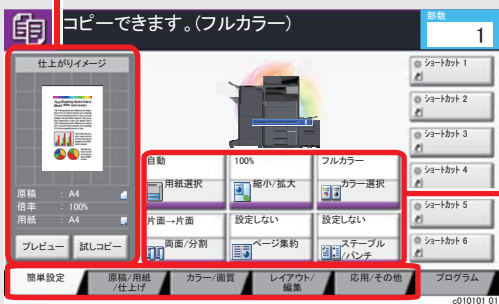 コピーできます。(フルカラー)
部数
1
仕上がりイメージ
原稿 : A4
倍率 : 100%
用紙 : A4
プレビュー
試しコピー
自動
用紙選択
100%
縮小/拡大
フルカラー
カラー選択
片面→片面
両面/分割
設定しない
ページ集約
設定しない
ステープル
/パンチ
ショートカット 1
ショートカット 2
ショートカット 3
ショートカット 4
ショートカット 5
ショートカット 6
簡単設定
原稿/用紙
/仕上げ
カラー/画質
レイアウト/
編集
応用/その他
プログラム
c010101 01